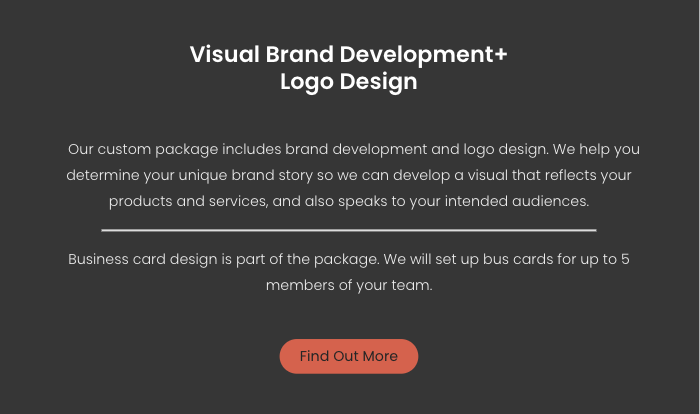 Visual Brand Development+
Logo Design
Our custom package includes brand development and logo design. We help you
determine your unique brand story so we can develop a visual that reflects your
products and services, and also speaks to your intended audiences.
Business card design is part of the package. We will set up bus cards for up to 5
members of your team.
Find Out More